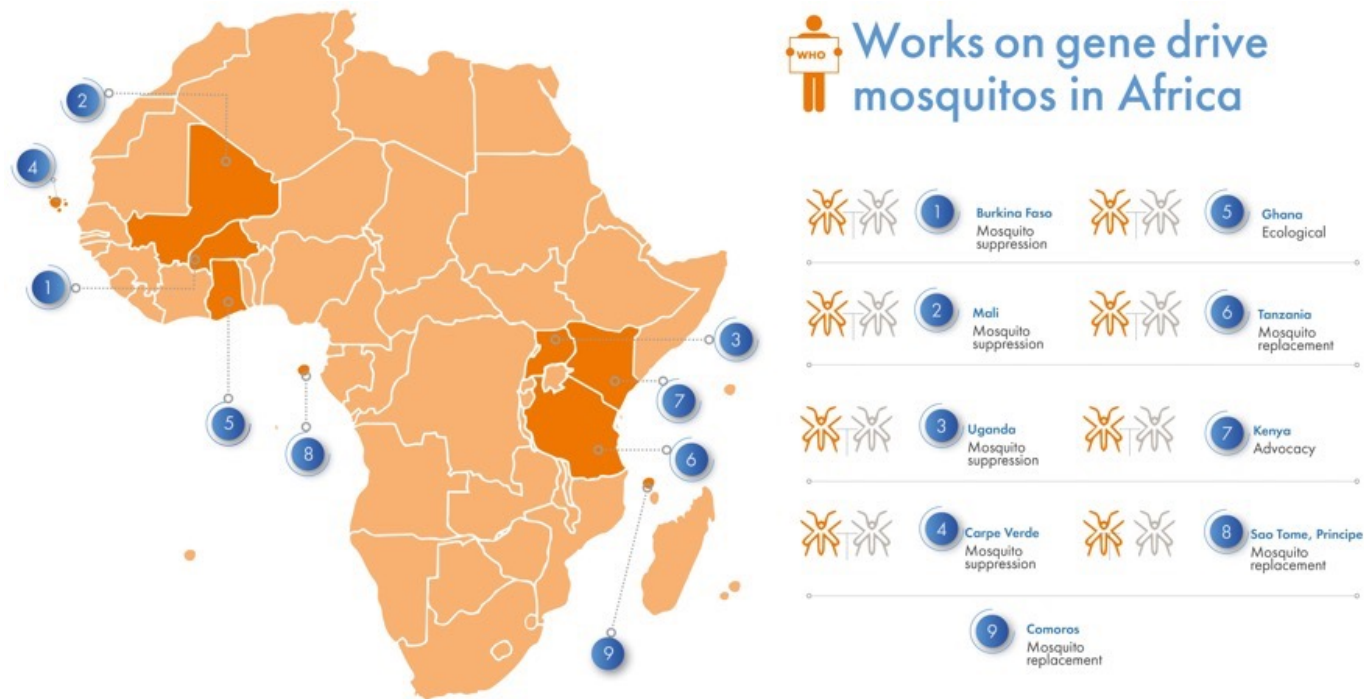 WHO
Works on gene drive
mosquitos in Africa
2
4
1
5
8
3
7
6
9
1
Burkina Faso
Mosquito
suppression
5
Ghana
Ecological
2
Mali
Mosquito
suppression
6
Tanzania
Mosquito
replacement
3
Uganda
Mosquito
suppression
7
Kenya
Advocacy
4
Carpe Verde
Mosquito
suppression
8
Sao Tome, Principe
Mosquito
replacement
9
Comoros
Mosquito
replacement